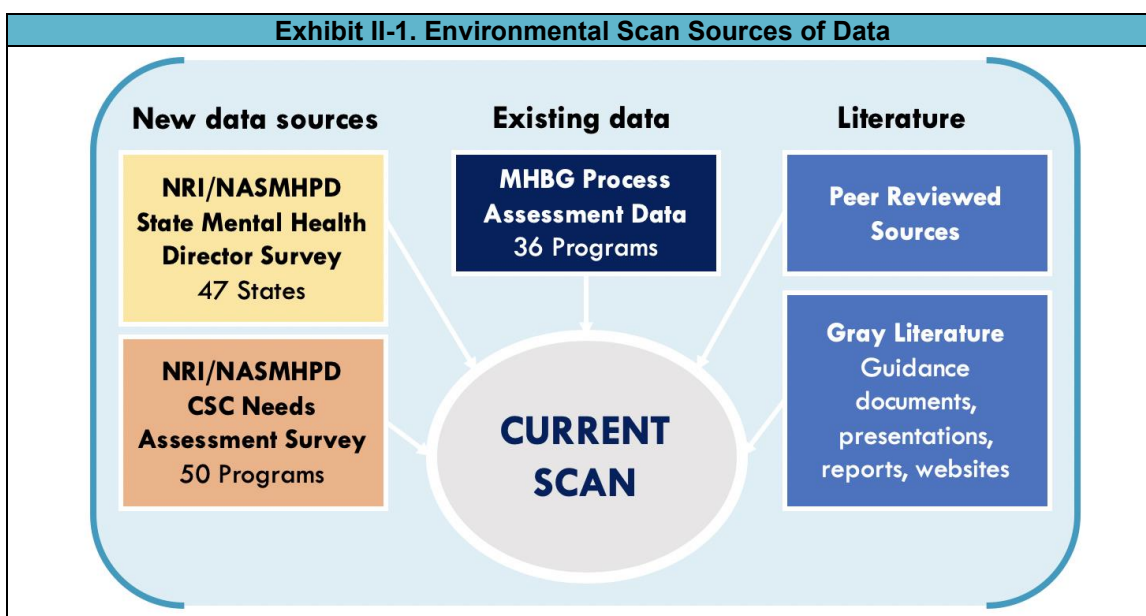 Exhibit II-1. Environmental Scan Sources of Data
New data sources
NRI/NASMHPD
State Mental Health
Director Survey
47 States
NRI/NASMHPD
CSC Needs
Assessment Survey
50 Programs
Existing data
MHBG Process
Assessment Data
36 Programs
Literature
Peer Reviewed
Sources
Gray Literature
Guidance
documents,
presentations,
reports, websites
CURRENT
SCAN